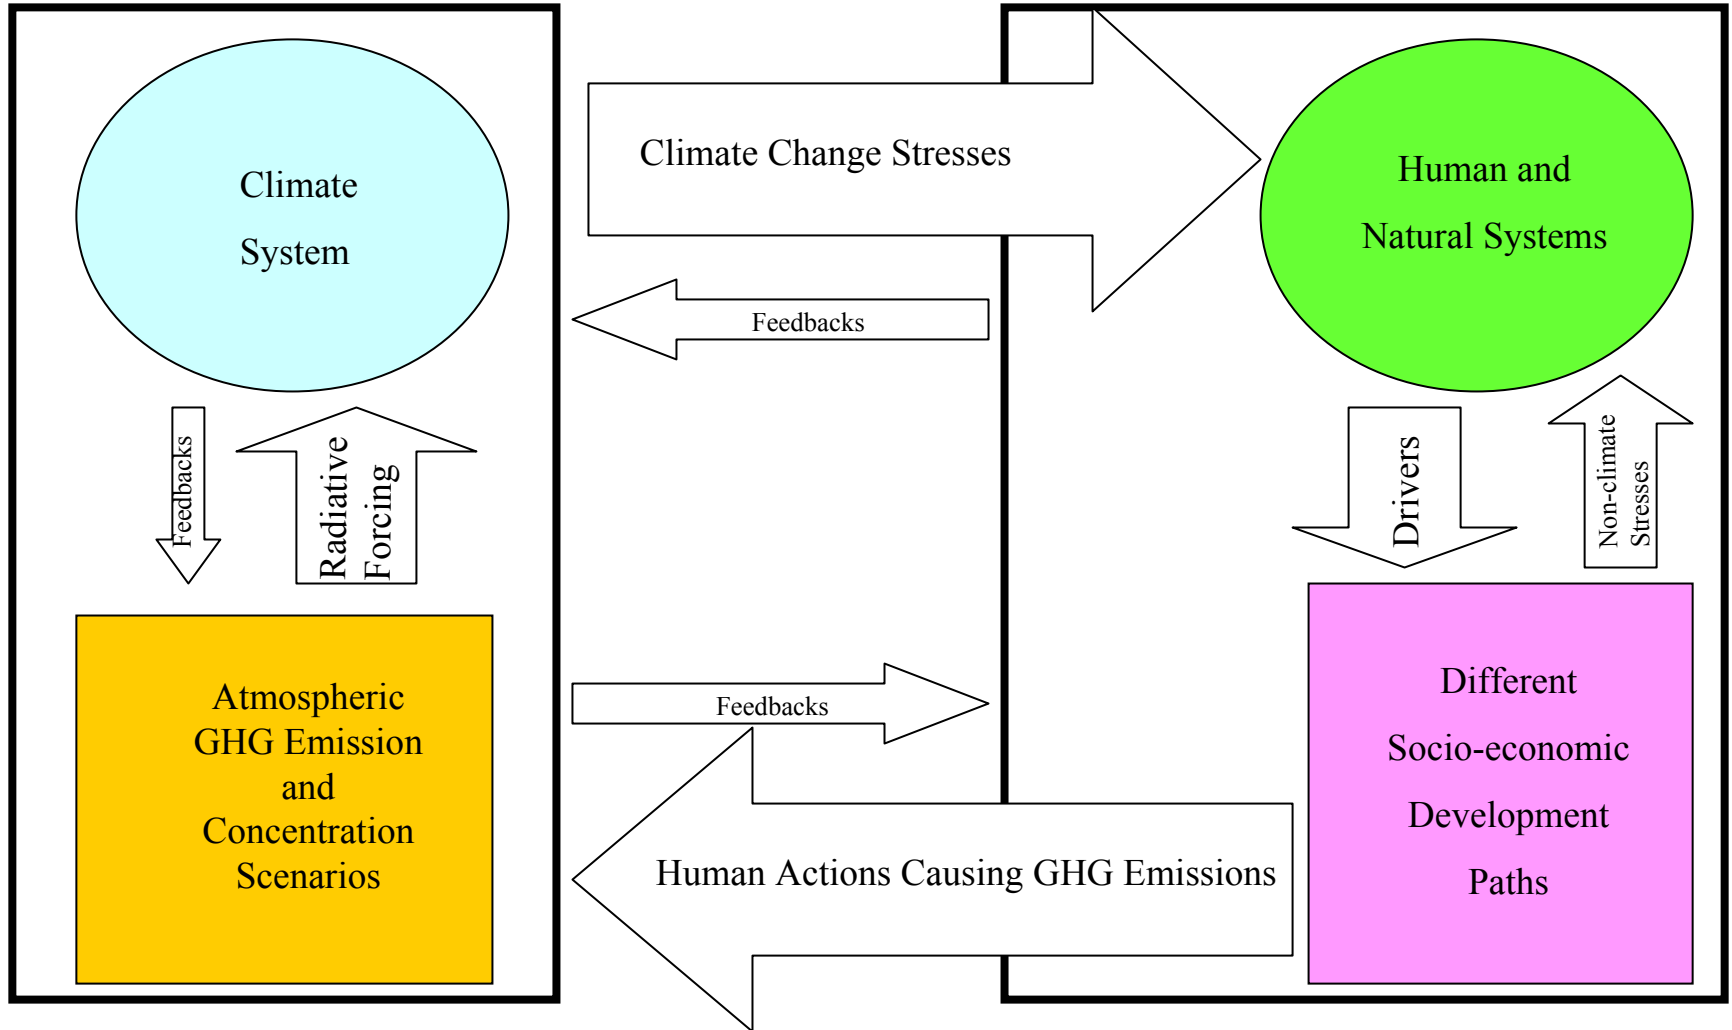 Climate
System
Climate Change Stresses
Human and
Natural Systems
Feedbacks
Feedbacks
Radiative
Forcing
Drivers
Non-climate
Stresses
Atmospheric
GHG Emission
and
Concentration
Scenarios
Feedbacks
Human Actions Causing GHG Emissions
Different
Socio-economic
Development
Paths